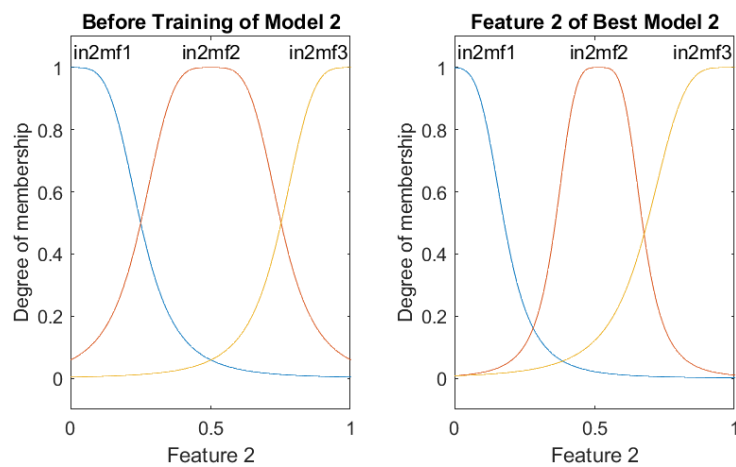 Before Training of Model 2
in2mf1 in2mf2 in2mf3
1
0.8
0.6
0.4
0.2
0
Degree of membership
0 0.5 1
Feature 2
Feature 2 of Best Model 2
in2mf1 in2mf2 in2mf3
1
0.8
0.6
0.4
0.2
0
Degree of membership
0 0.5 1
Feature 2